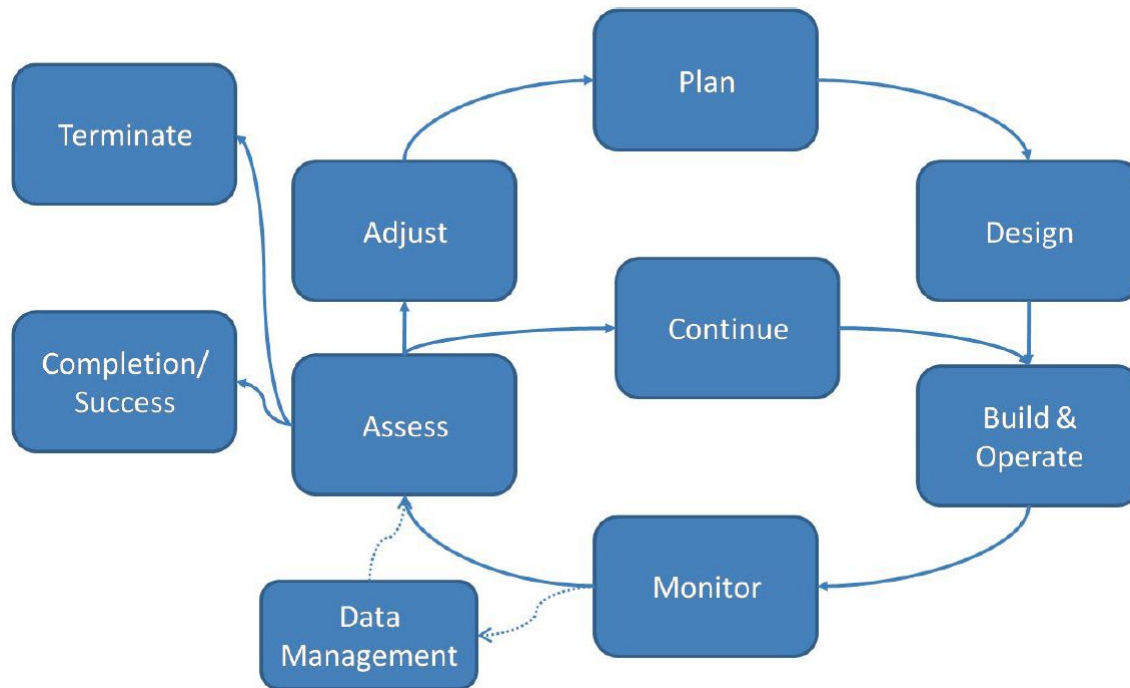 Plan
Terminate
Adjust
Design
Continue
Completion/
Success
Assess
Build &
Operate
Monitor
Data
Management